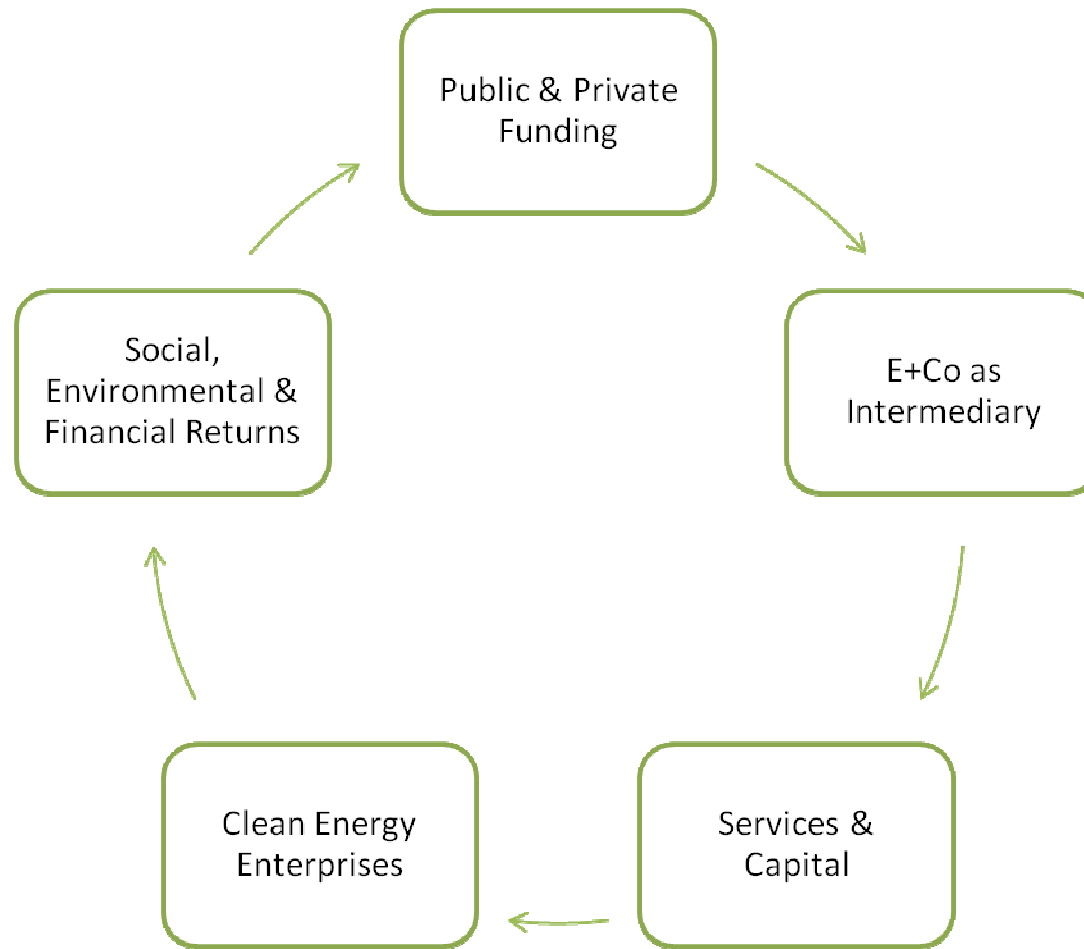 Public & Private
Funding
E+Co as
Intermediary
Services &
Capital
Clean Energy
Enterprises
Social,
Environmental &
Financial Returns